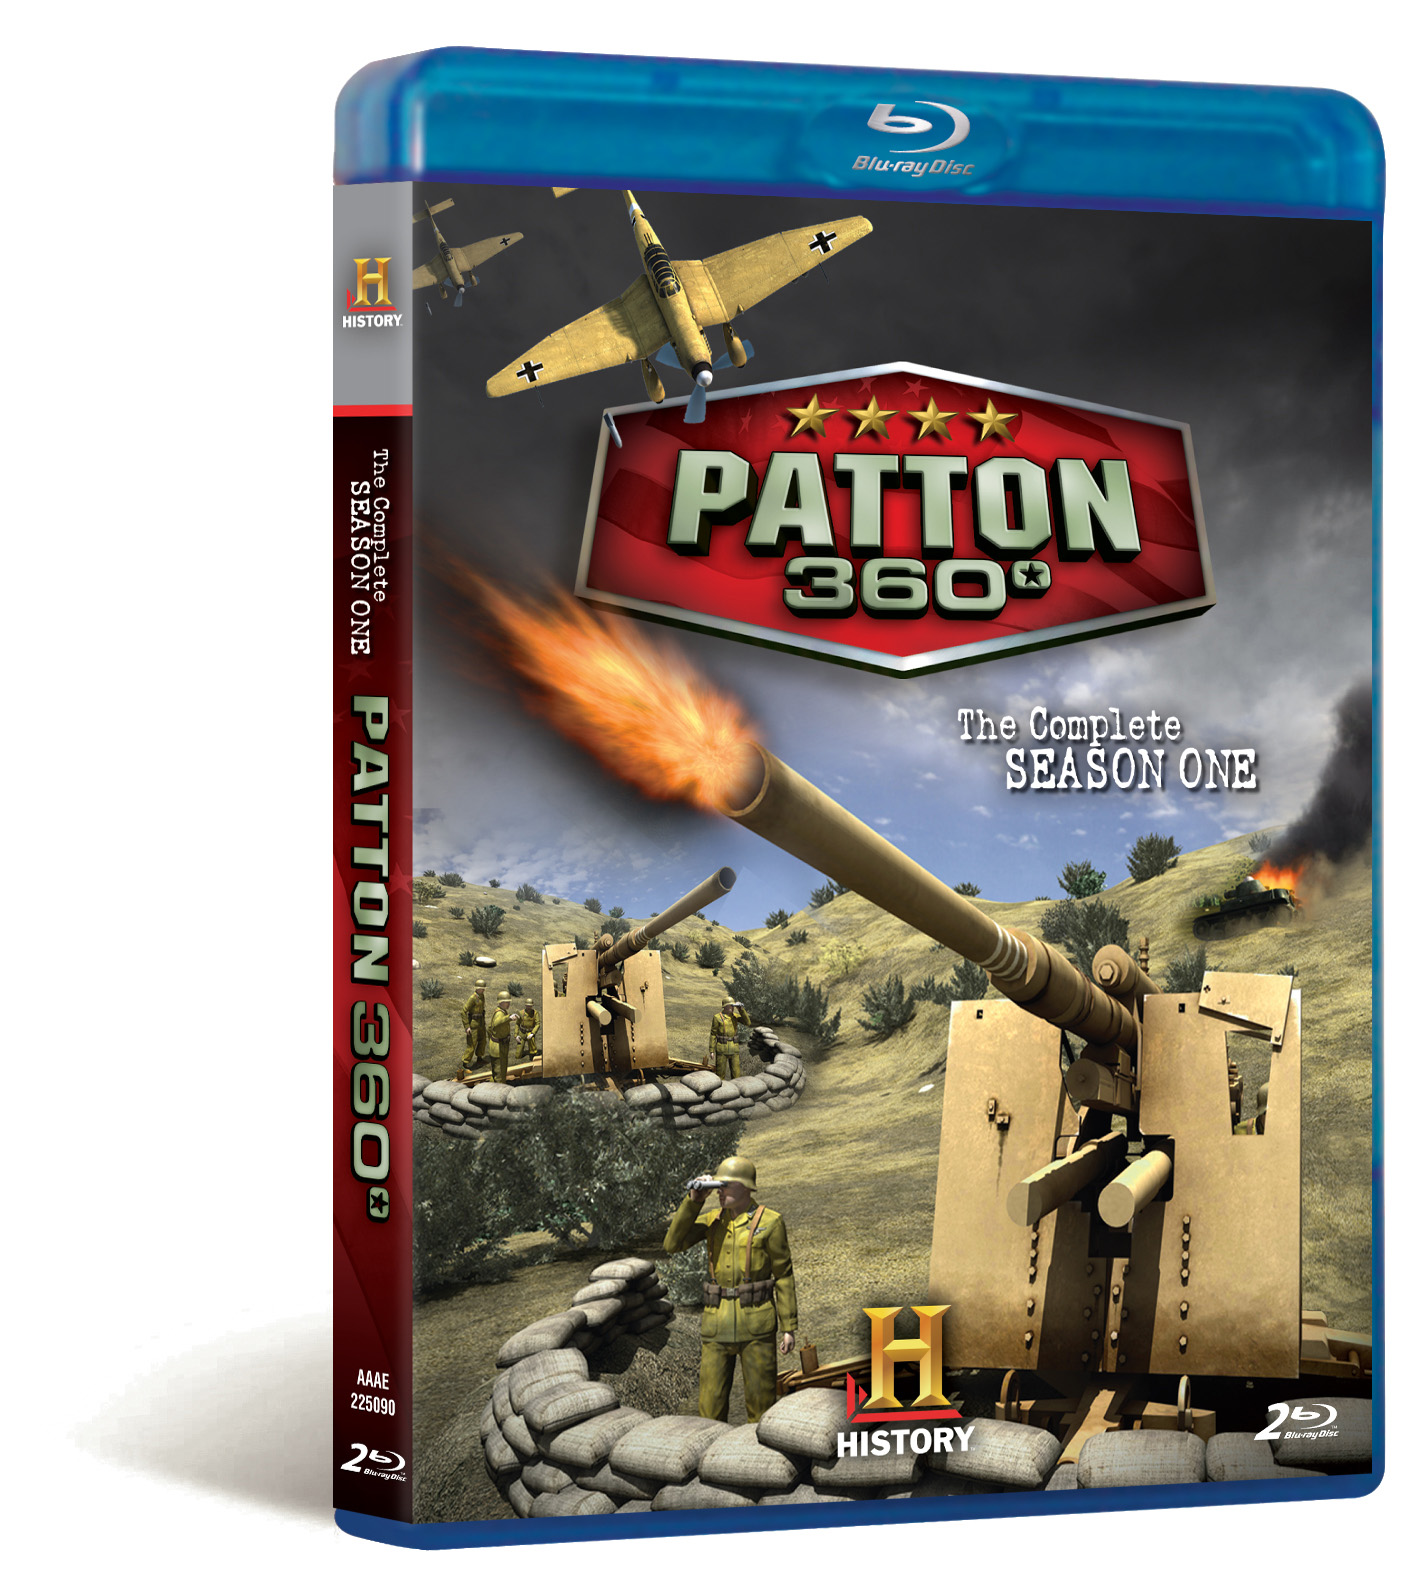 Blu-ray Disc
HISTORY
The Complete
SEASON ONE
PATTON 360°
AAAE
225090
2
Blu-ray Disc
PATTON
360°
The Complete
SEASON ONE
H
HISTORY
2 Blu-ray Disc